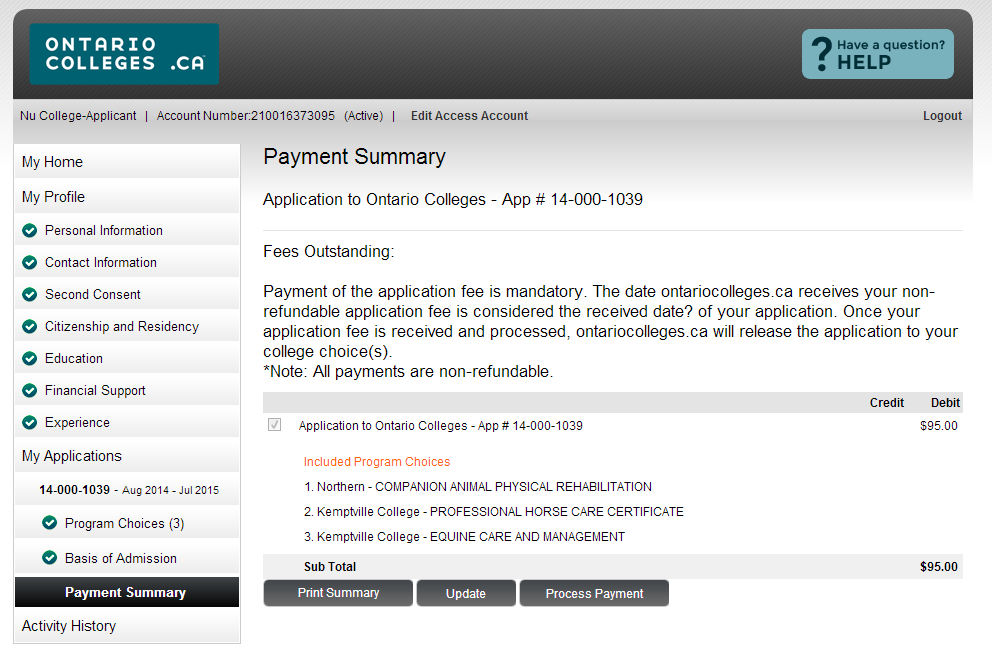 ONTARIO
COLLEGES .CA
Have a question?
? HELP
Nu College-Applicant | Account Number:210016373095 (Active) | Edit Access Account
Logout
My Home
My Profile
Personal Information
Contact Information
Second Consent
Citizenship and Residency
Education
Financial Support
Experience
My Applications
14-000-1039 - Aug 2014 - Jul 2015
Program Choices (3)
Basis of Admission
Payment Summary
Activity History
Payment Summary
Application to Ontario Colleges - App # 14-000-1039
Fees Outstanding:
Payment of the application fee is mandatory. The date ontariocolleges.ca receives your non-
refundable application fee is considered the received date? of your application. Once your
application fee is received and processed, ontariocolleges.ca will release the application to your
college choice(s).
*Note: All payments are non-refundable.
Credit Debit
Application to Ontario Colleges - App # 14-000-1039 $95.00
Included Program Choices
1. Northern - COMPANION ANIMAL PHYSICAL REHABILITATION
2. Kemptville College - PROFESSIONAL HORSE CARE CERTIFICATE
3. Kemptville College - EQUINE CARE AND MANAGEMENT
Sub Total $95.00
Print Summary Update Process Payment